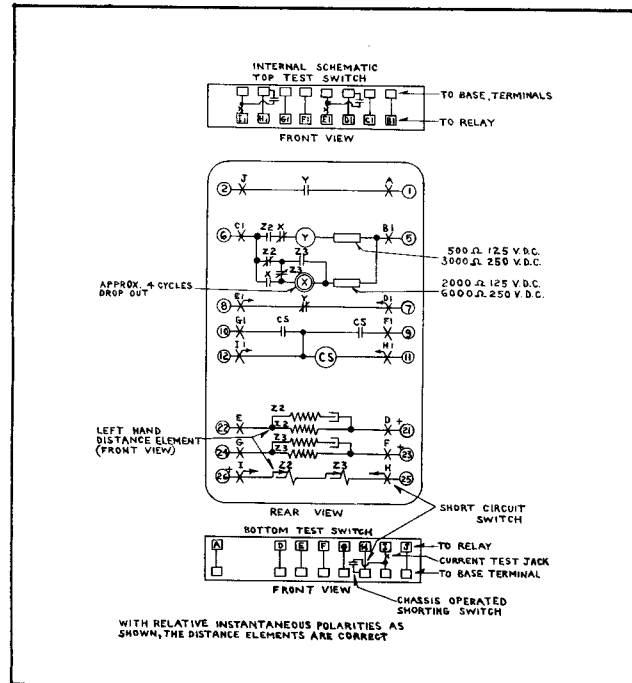 INTERNAL SCHEMATIC
TOP TEST SWITCH
TO BASE, TERMINALS
I1 H1 G1 F1 E1 D1 C1 B1
TO RELAY
FRONT VIEW
2 J Y A 1
6 C1 Z2 X Y B1 5
500 Ω 125 V.D.C.
3000 Ω 250 V.D.C.
Z2 Z3
Z3
X X
2000 Ω 125 V.D.C.
6000 Ω 250 V.D.C.
APPROX. 4 CYCLES
DROP OUT
8 E1 Y D1 7
10 G1 CS CS F1 9
12 I1 CS H1 11
Z2
22 E Z2 D + 21
LEFT HAND
DISTANCE ELEMENT
(FRONT VIEW)
Z3
24 G Z3 F + 23
26 + I Z2 Z3 H 25
REAR VIEW
SHORT CIRCUIT
SWITCH
BOTTOM TEST SWITCH
A D E F H I J
TO RELAY
CURRENT TEST JACK
TO BASE TERMINAL
FRONT VIEW
CHASSIS OPERATED
SHORTING SWITCH
WITH RELATIVE INSTANTANEOUS POLARITIES AS
SHOWN, THE DISTANCE ELEMENTS ARE CORRECT